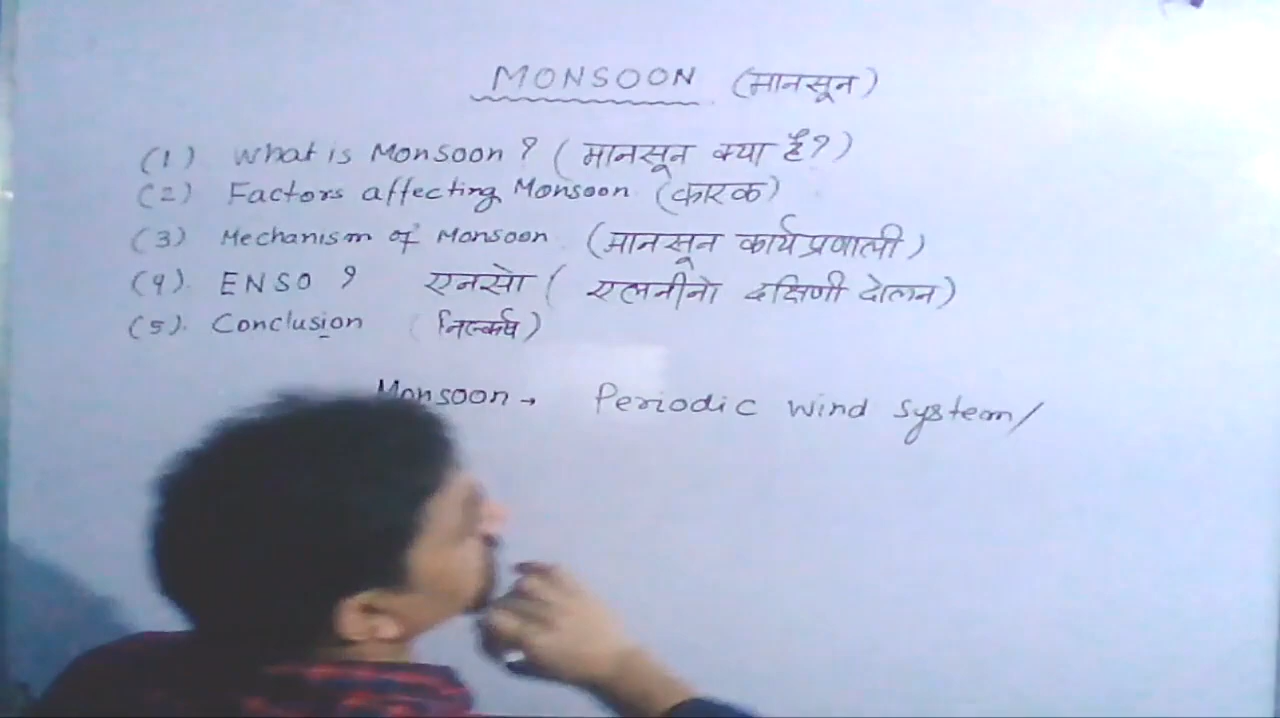 MONSOON (मानसून)
(1) What is Monsoon? (मानसून क्या है?)
(2) Factors affecting Monsoon (कारक)
(3) Mechanism of Monsoon (मानसून कार्यप्रणाली)
(4). ENSO ? एनसो ( एलनीनो दक्षिणी दोलन)
(5). Conclusion (निष्कर्ष)
Monsoon → Periodic wind system/